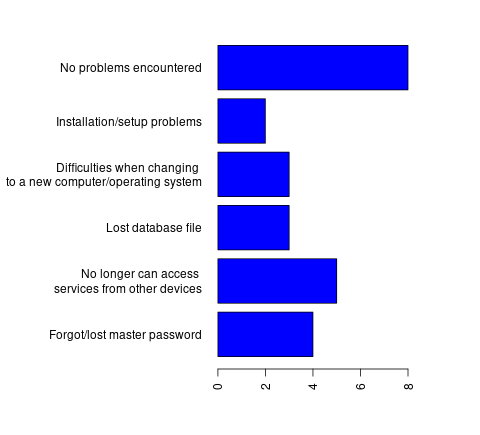 No problems encountered
Installation/setup problems
Difficulties when changing
to a new computer/operating system
Lost database file
No longer can access
services from other devices
Forgot/lost master password
0 2 4 6 8